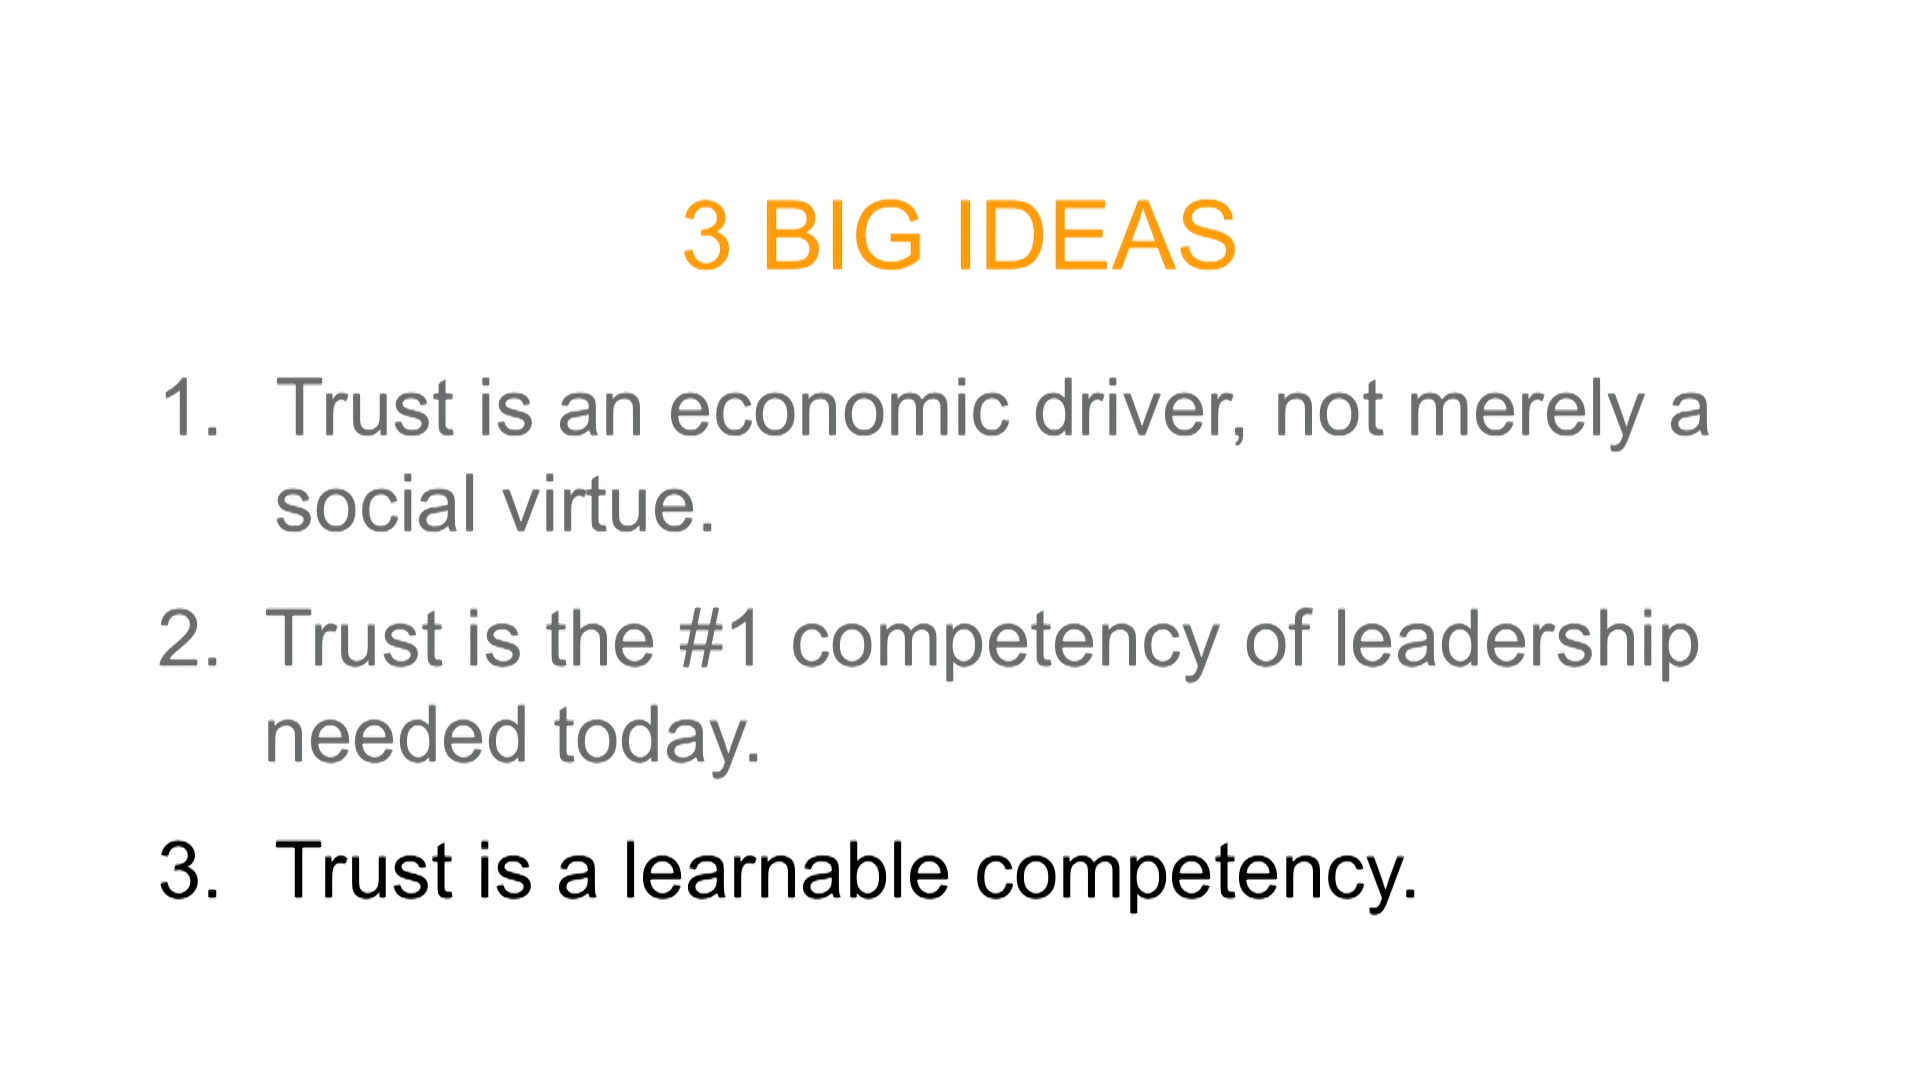 3 BIG IDEAS
1. Trust is an economic driver, not merely a
social virtue.
2. Trust is the #1 competency of leadership
needed today.
3. Trust is a learnable competency.